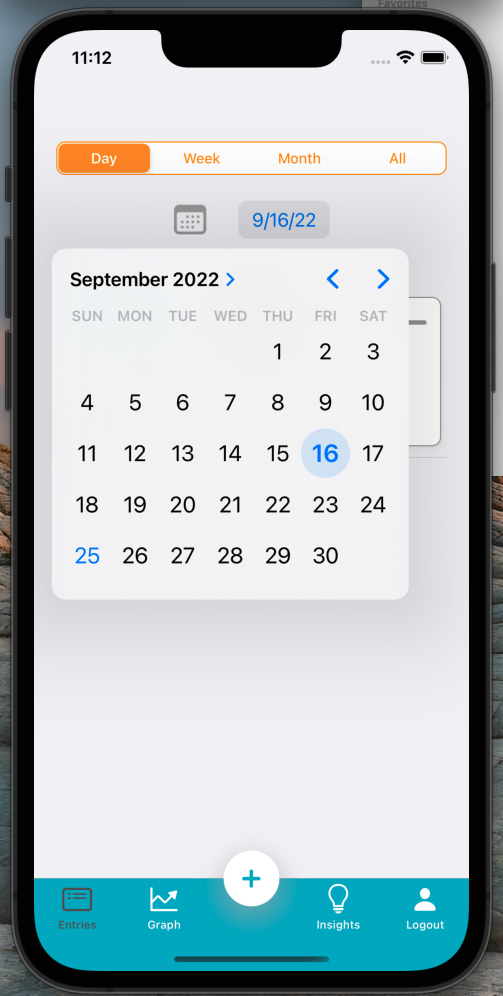 Favorites
11:12
Day Week Month All
9/16/22
September 2022
SUN MON TUE WED THU FRI SAT
1 2 3
4 5 6 7 8 9 10
11 12 13 14 15 16 17
18 19 20 21 22 23 24
25 26 27 28 29 30
+
Entries Graph Insights Logout